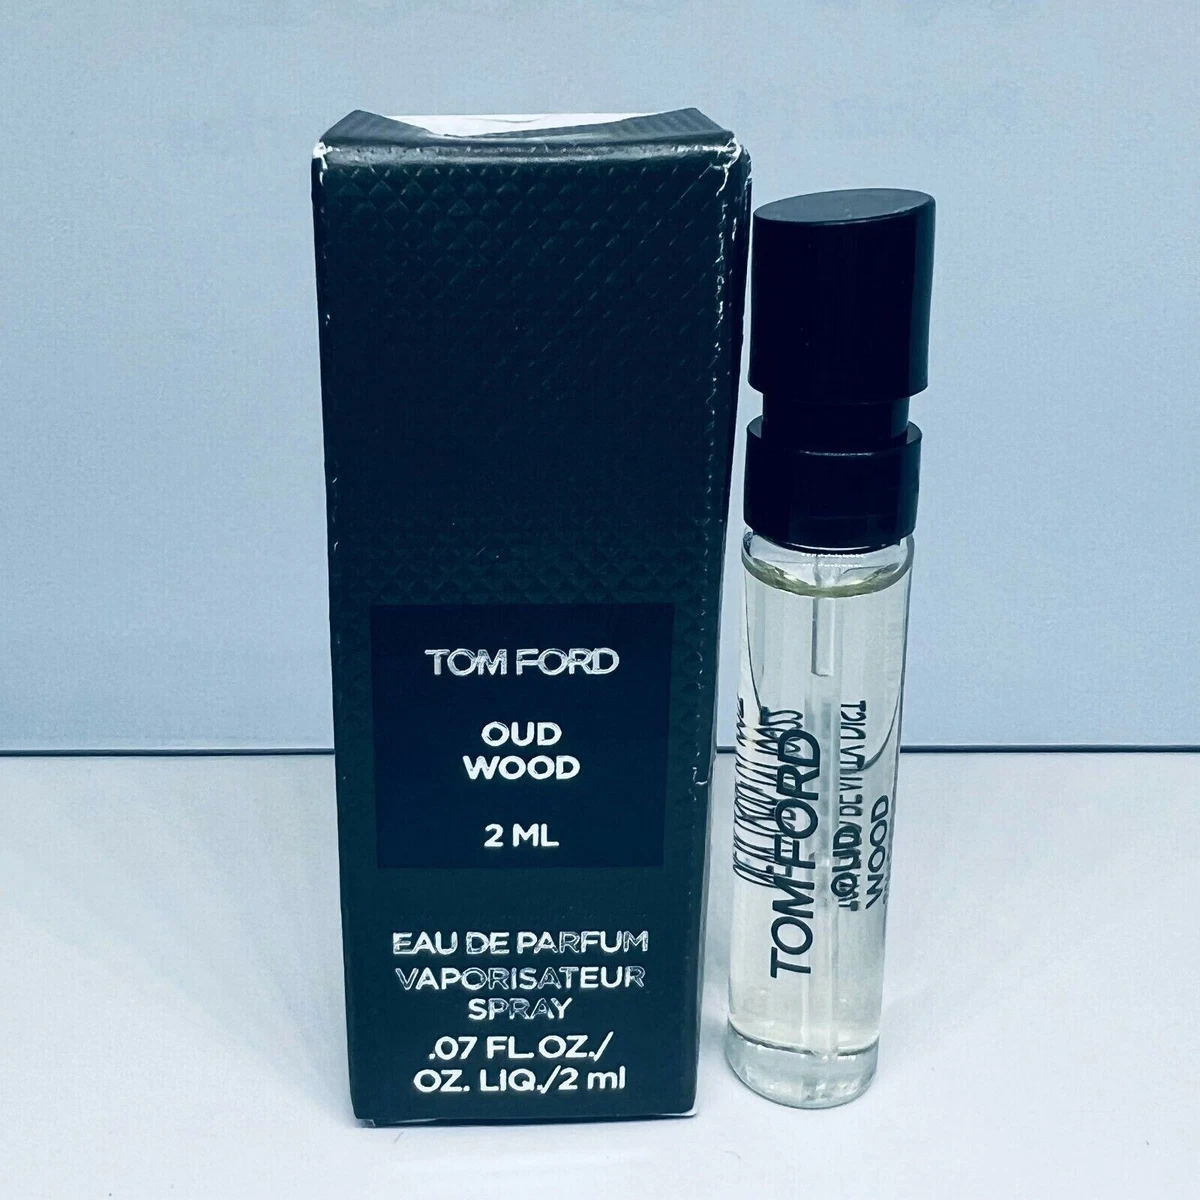 TOM FORD
OUD
WOOD
2 ML
EAU DE PARFUM
VAPORISATEUR
SPRAY
.07 FL. OZ./
OZ. LIQ./2 ml
TOM FORD
OUD
WOOD